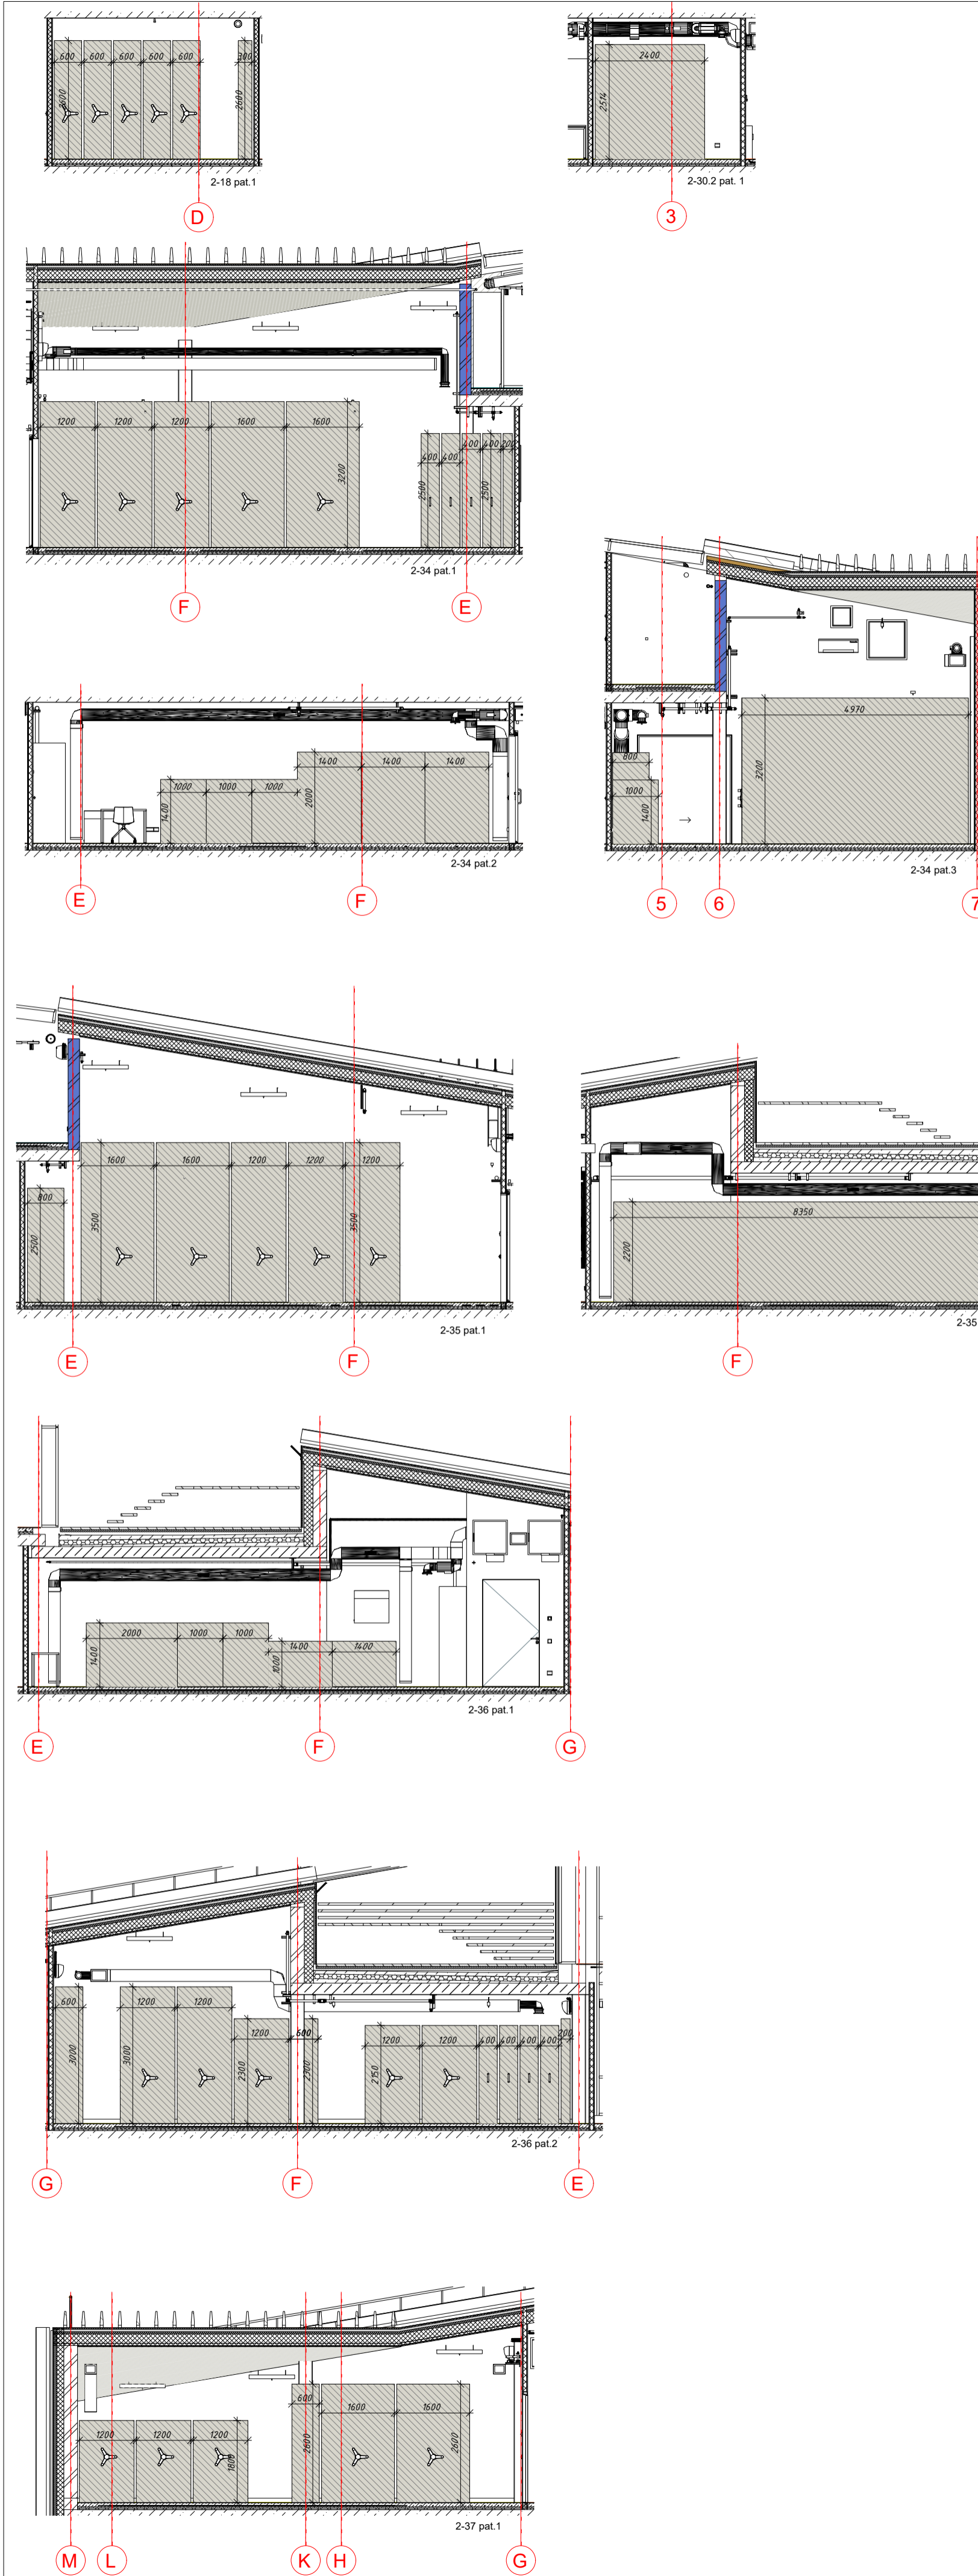 600 600 600 600 600 300
2600 2600
2-18 pat.1
D
2400
2514
2-30.2 pat. 1
3
1200 1200 1200 1600 1600
3200
400 400 400 400 200
2500 2500
2-34 pat.1
F E
4970
3200
800
1000
1400
2-34 pat.3
5 6 7
1400 1400 1400
1000 1000 1000
1400 2000
2-34 pat.2
E F
1600 1600 1200 1200 1200
800
2500 3500 3500
2-35 pat.1
E F
8350
2200
2-35
F
2000 1000 1000
1400 1400
1400 1000
2-36 pat.1
E F G
600 1200 1200
1200 600
1200 1200 400 400 400 400 200
3000 3000 2300 2300 2150
2-36 pat.2
G F E
600
1600 1600
1200 1200 1200
1800 2600 2600
2-37 pat.1
M L K H G